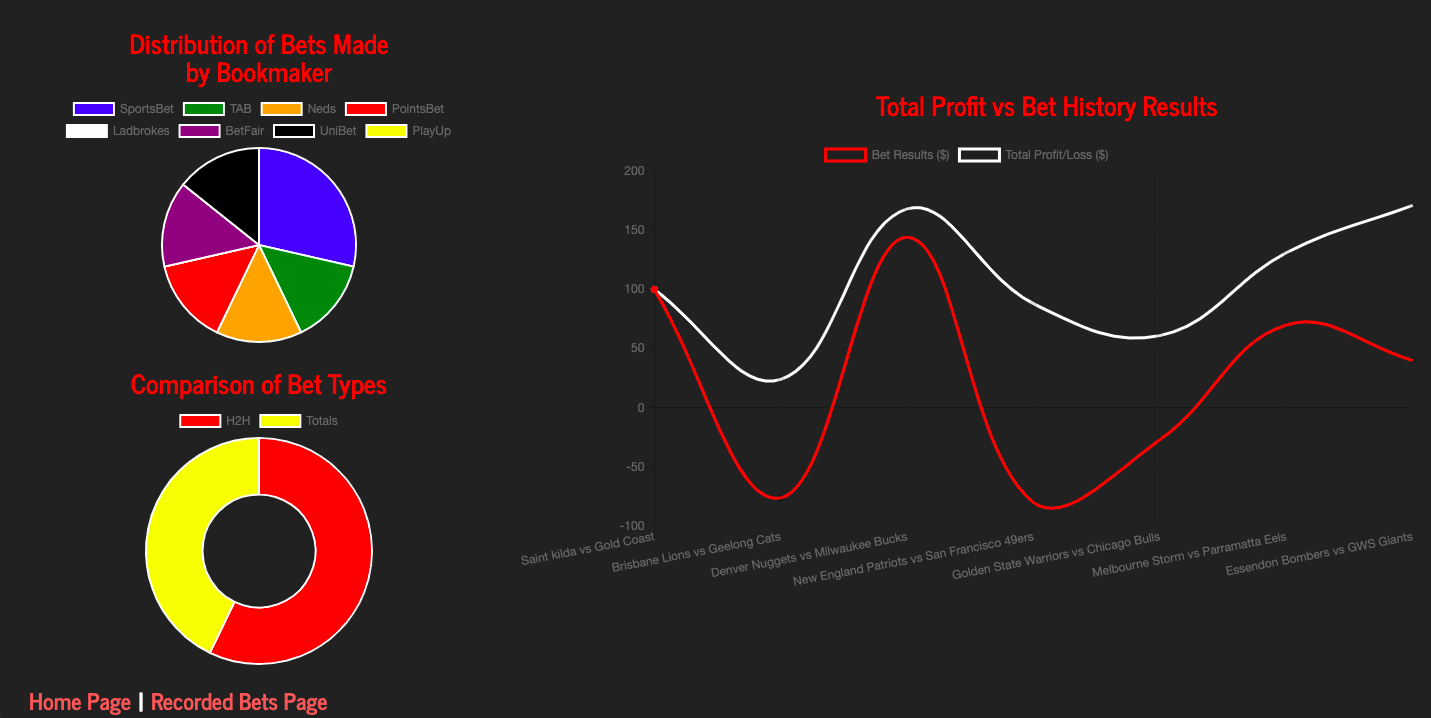 Distribution of Bets Made
by Bookmaker
SportsBet TAB Neds PointsBet
Ladbrokes BetFair UniBet PlayUp
Comparison of Bet Types
H2H Totals
Total Profit vs Bet History Results
Bet Results ($) Total Profit/Loss ($)
200
150
100
50
0
-50
-100
Saint kilda vs Gold Coast
Brisbane Lions vs Geelong Cats
Denver Nuggets vs Milwaukee Bucks
New England Patriots vs San Francisco 49ers
Golden State Warriors vs Chicago Bulls
Melbourne Storm vs Parramatta Eels
Essendon Bombers vs GWS Giants
Home Page | Recorded Bets Page